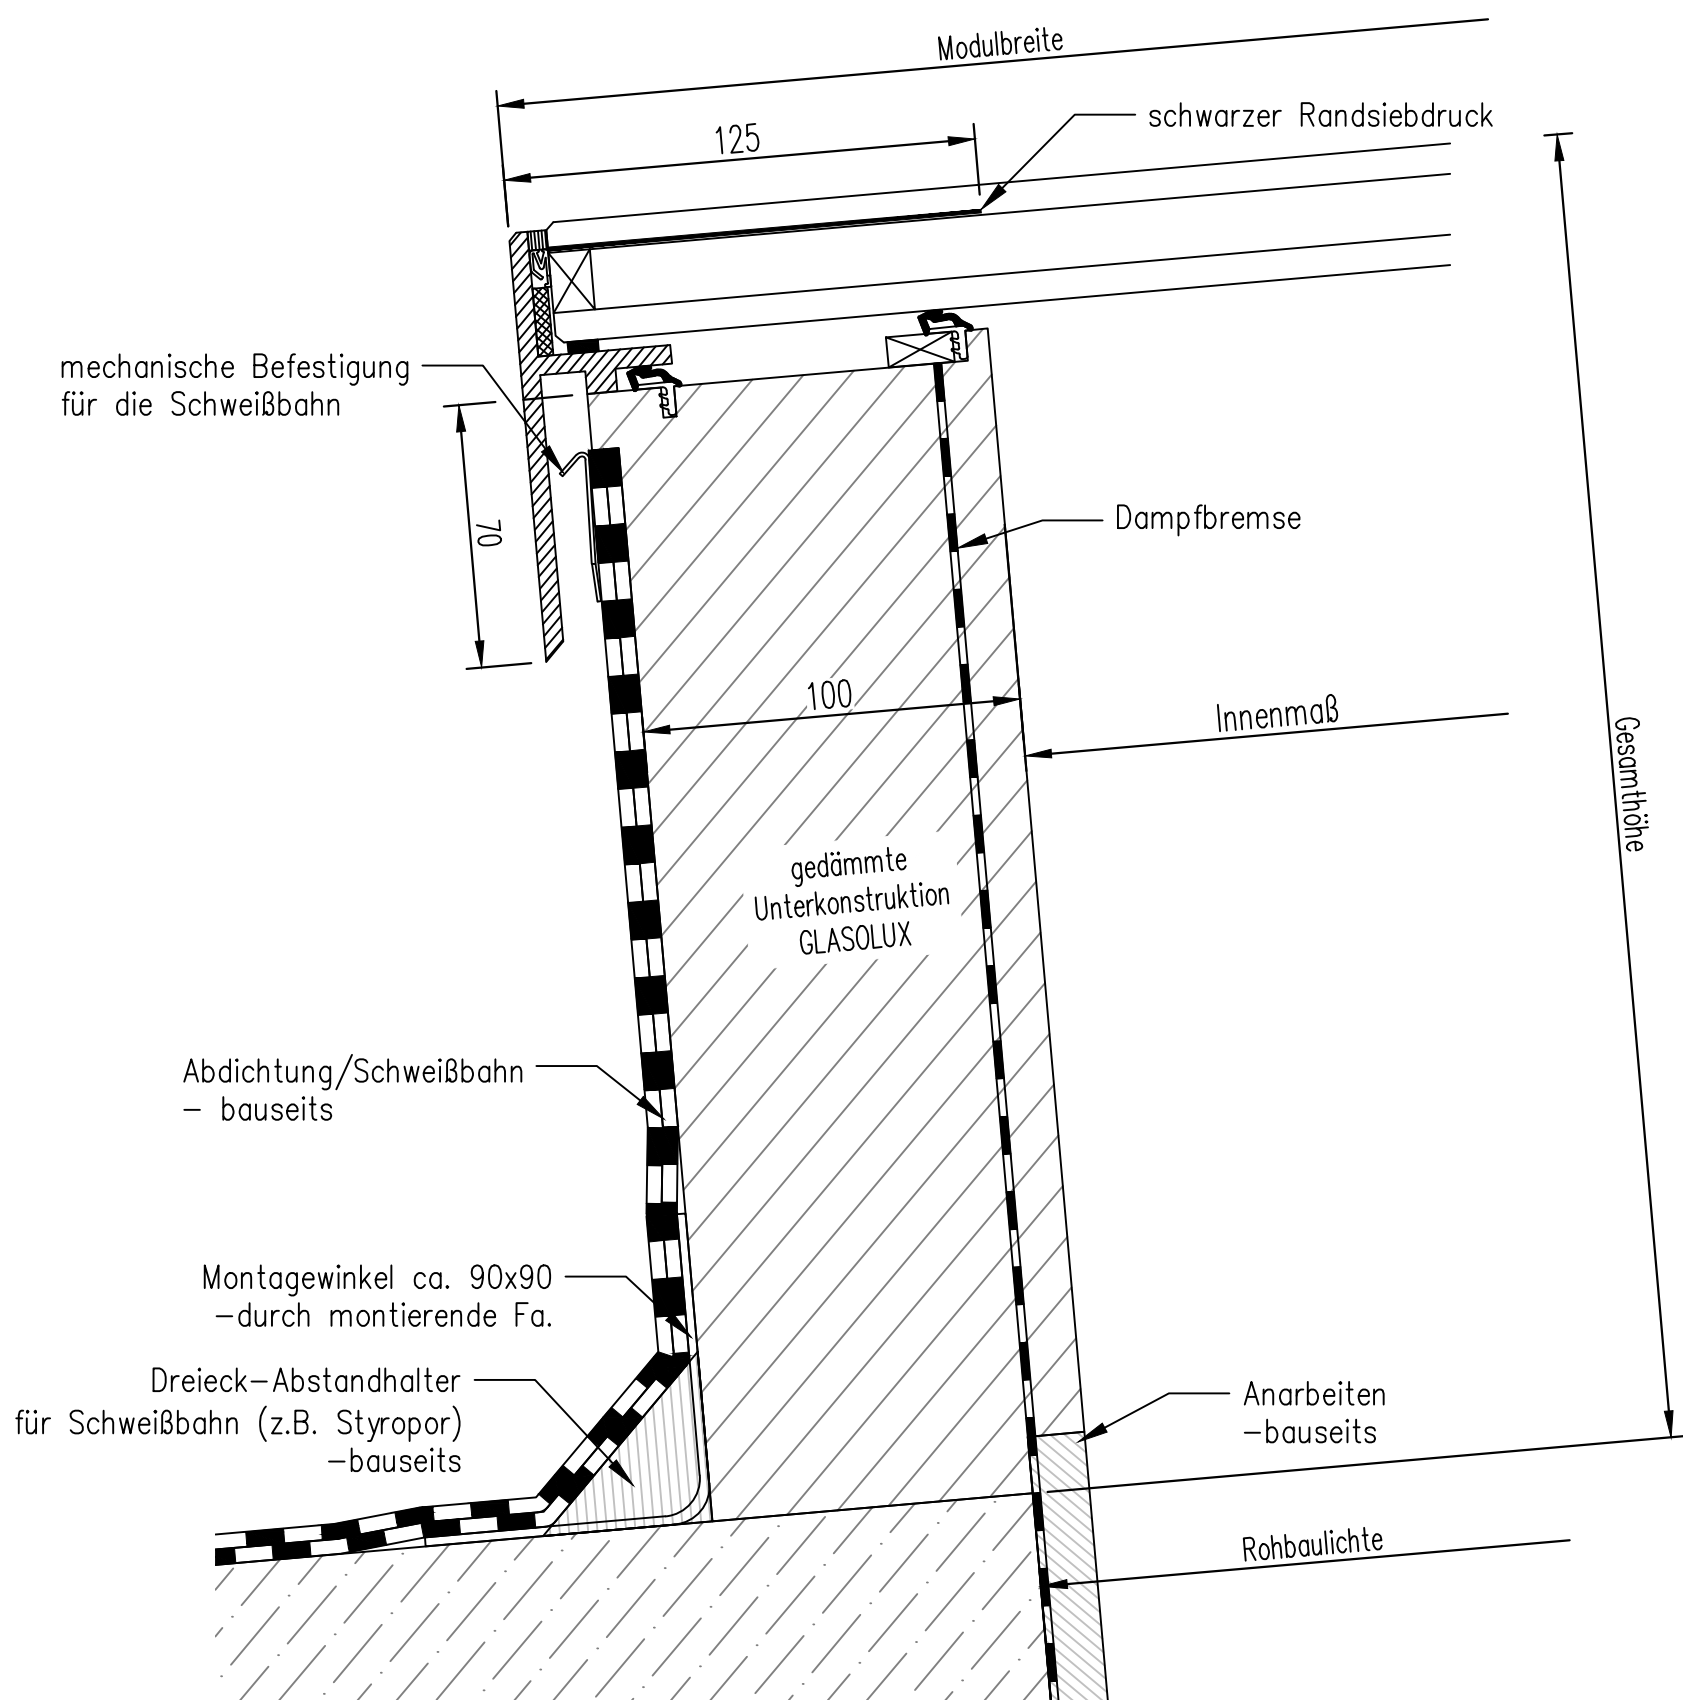 Modulbreite
125
schwarzer Randsiebdruck
mechanische Befestigung
für die Schweißbahn
70
Dampfbremse
100
Innenmaß
Gesamthöhe
gedämmte
Unterkonstruktion
GLASOLUX
Abdichtung/Schweißbahn
- bauseits
Montagewinkel ca. 90x90
-durch montierende Fa.
Dreieck-Abstandhalter
für Schweißbahn (z.B. Styropor)
-bauseits
Anarbeiten
-bauseits
Rohbaulichte